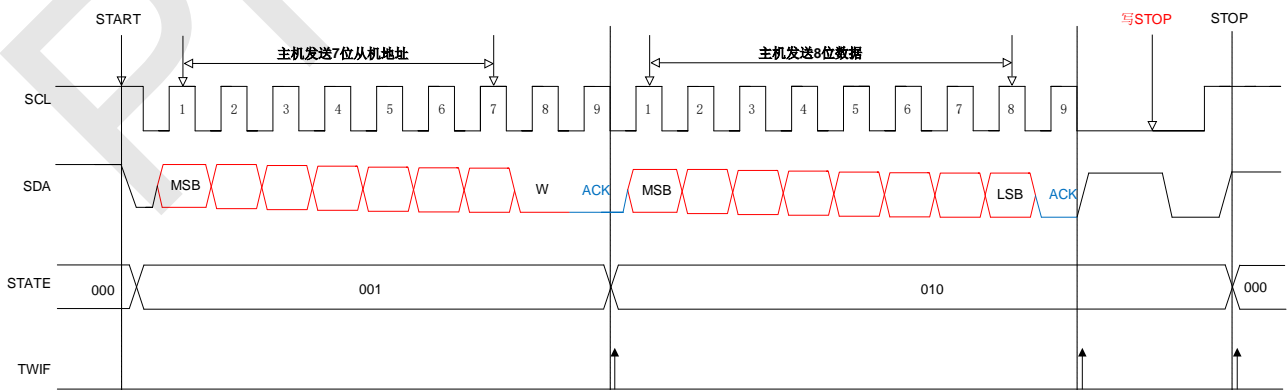 START 写STOP STOP
主机发送7位从机地址 主机发送8位数据
SCL 1 2 3 4 5 6 7 8 9 1 2 3 4 5 6 7 8 9
SDA MSB W ACK MSB LSB ACK
STATE 000 001 010 000
TWIF